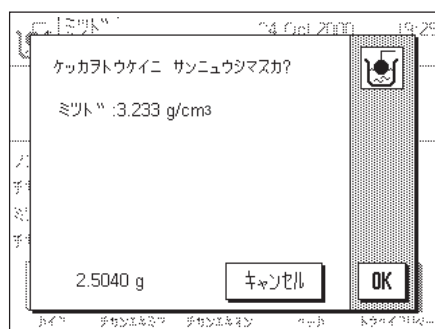 ミツド゛ 24 Oct 2000 19:25
ケッカヲトウケイニ サンニュウシマスカ?
ミツド゛:3.233 g/cm3
2.5040 g
キャンセル
OK